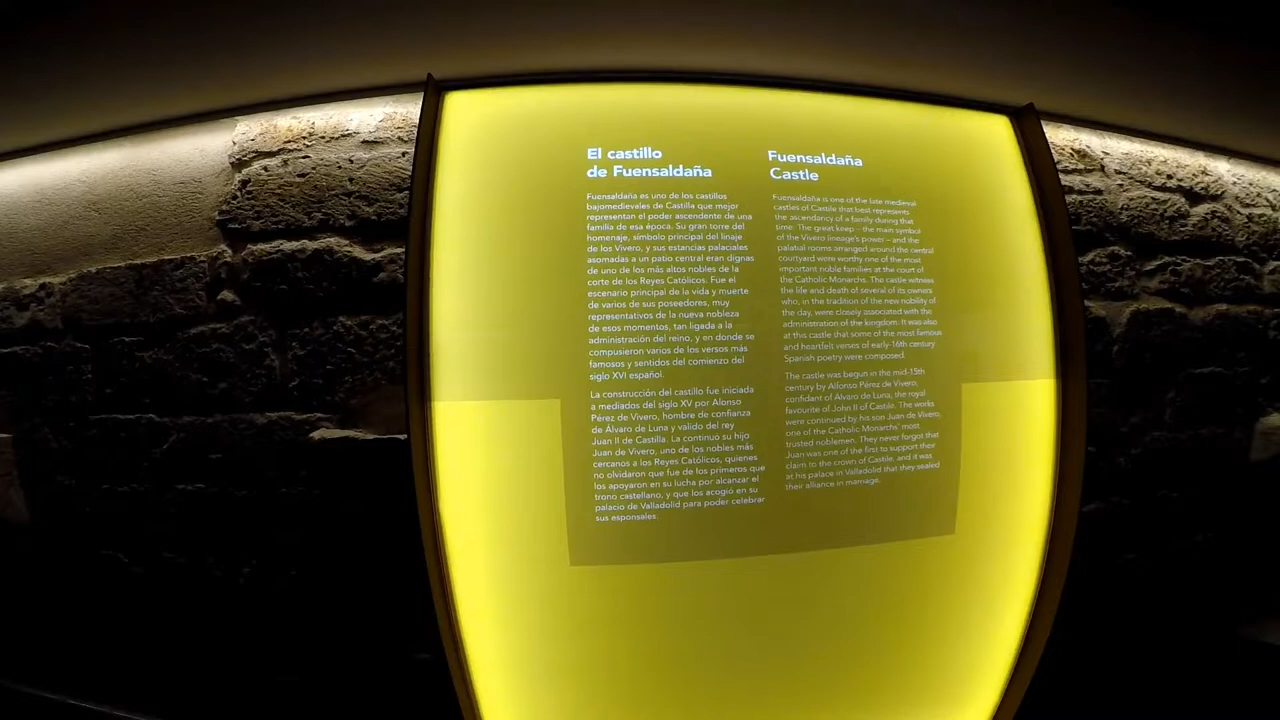 El castillo
de Fuensaldaña
Fuensaldaña es uno de los castillos
bajomedievales de Castilla que mejor
representan el poder ascendente de una
familia de esa época. Su gran torre del
homenaje, símbolo principal del linaje
de los Vivero, y sus estancias palaciales
asomadas a un patio central eran dignas
de uno de los más altos nobles de la
corte de los Reyes Católicos. Fue el
escenario principal de la vida y muerte
de varios de sus poseedores, muy
representativos de la nueva nobleza
de esos momentos, tan ligada a la
administración del reino, y en donde se
compusieron varios de los versos más
famosos y sentidos del comienzo del
siglo XVI español.
La construcción del castillo fue iniciada
a mediados del siglo XV por Alonso
Pérez de Vivero, hombre de confianza
de Álvaro de Luna y valido del rey
Juan II de Castilla. La continuó su hijo
Juan de Vivero, uno de los nobles más
cercanos a los Reyes Católicos, quienes
no olvidaron que fue de los primeros que
los apoyaron en su lucha por alcanzar el
trono castellano, y que los acogió en su
palacio de Valladolid para poder celebrar
sus esponsales.
Fuensaldaña
Castle
Fuensaldaña is one of the late medieval
castles of Castile that best represents
the ascendancy of a family during that
time. The great keep – the main symbol
of the Vivero lineage's power – and the
palatial rooms arranged around the central
courtyard were worthy one of the most
important noble families at the court of
the Catholic Monarchs. The castle witness
the life and death of several of its owners
who, in the tradition of the new nobility of
the day, were closely associated with the
administration of the kingdom. It was also
at this castle that some of the most famous
and heartfelt verses of early-16th century
Spanish poetry were composed.
The castle was begun in the mid-15th
century by Alfonso Pérez de Vivero,
confidant of Álvaro de Luna, the royal
favourite of John II of Castile. The works
were continued by his son Juan de Vivero,
one of the Catholic Monarchs' most
trusted noblemen. They never forgot that
Juan was one of the first to support their
claim to the crown of Castile, and it was
at his palace in Valladolid that they sealed
their alliance in marriage.